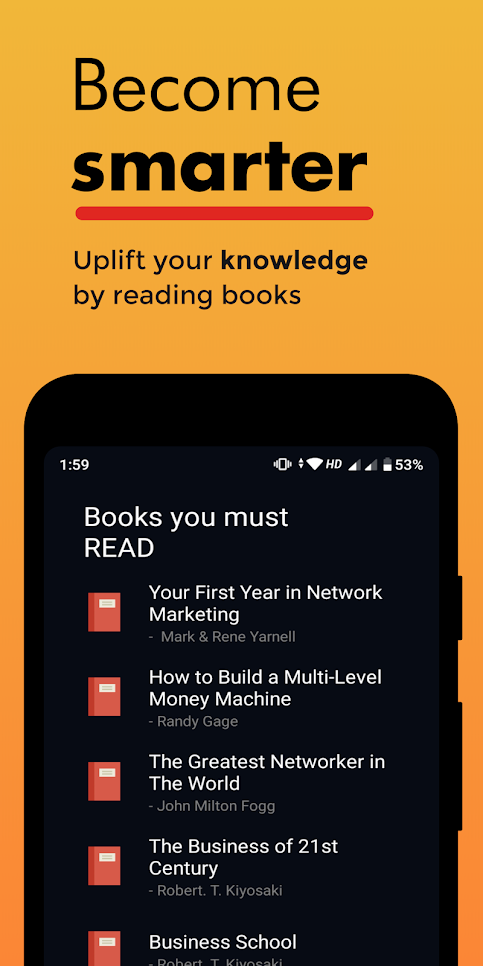 Become
smarter
Uplift your knowledge
by reading books
1:59
HD
53%
Books you must
READ
Your First Year in Network
Marketing
- Mark & Rene Yarnell
How to Build a Multi-Level
Money Machine
- Randy Gage
The Greatest Networker in
The World
- John Milton Fogg
The Business of 21st
Century
- Robert. T. Kiyosaki
Business School
- Robert. T. Kiyosaki